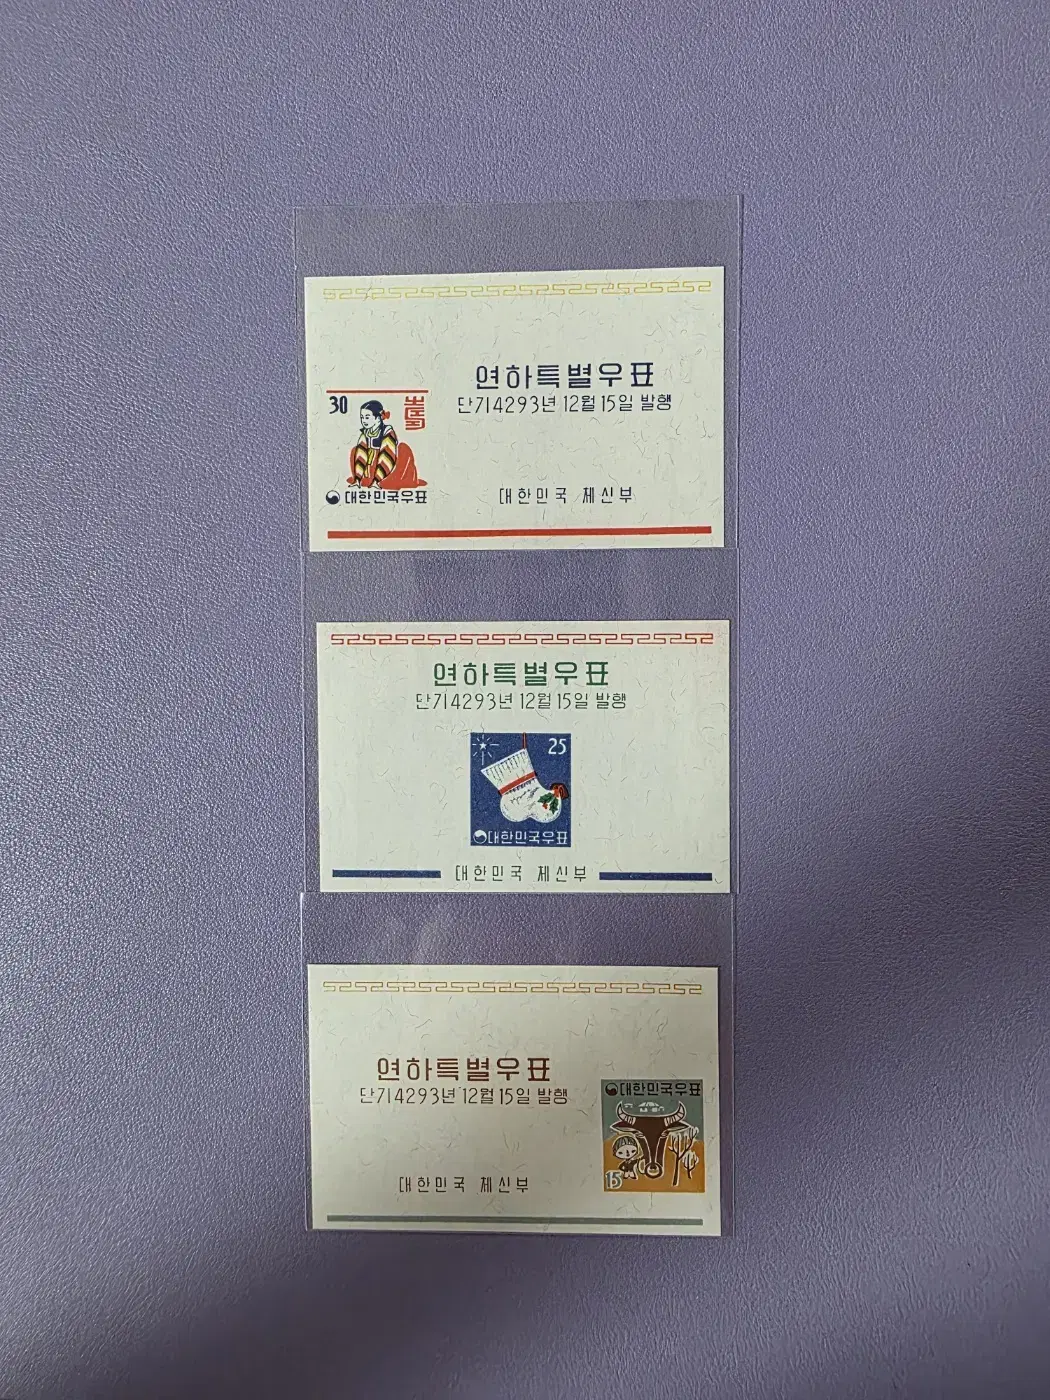 연하특별우표
단기4293년 12월 15일 발행
30
대한민국우표
대한민국 체신부
연하특별우표
단기4293년 12월 15일 발행
25
대한민국우표
대한민국 체신부
연하특별우표
단기4293년 12월 15일 발행
대한민국우표
15
대한민국 체신부